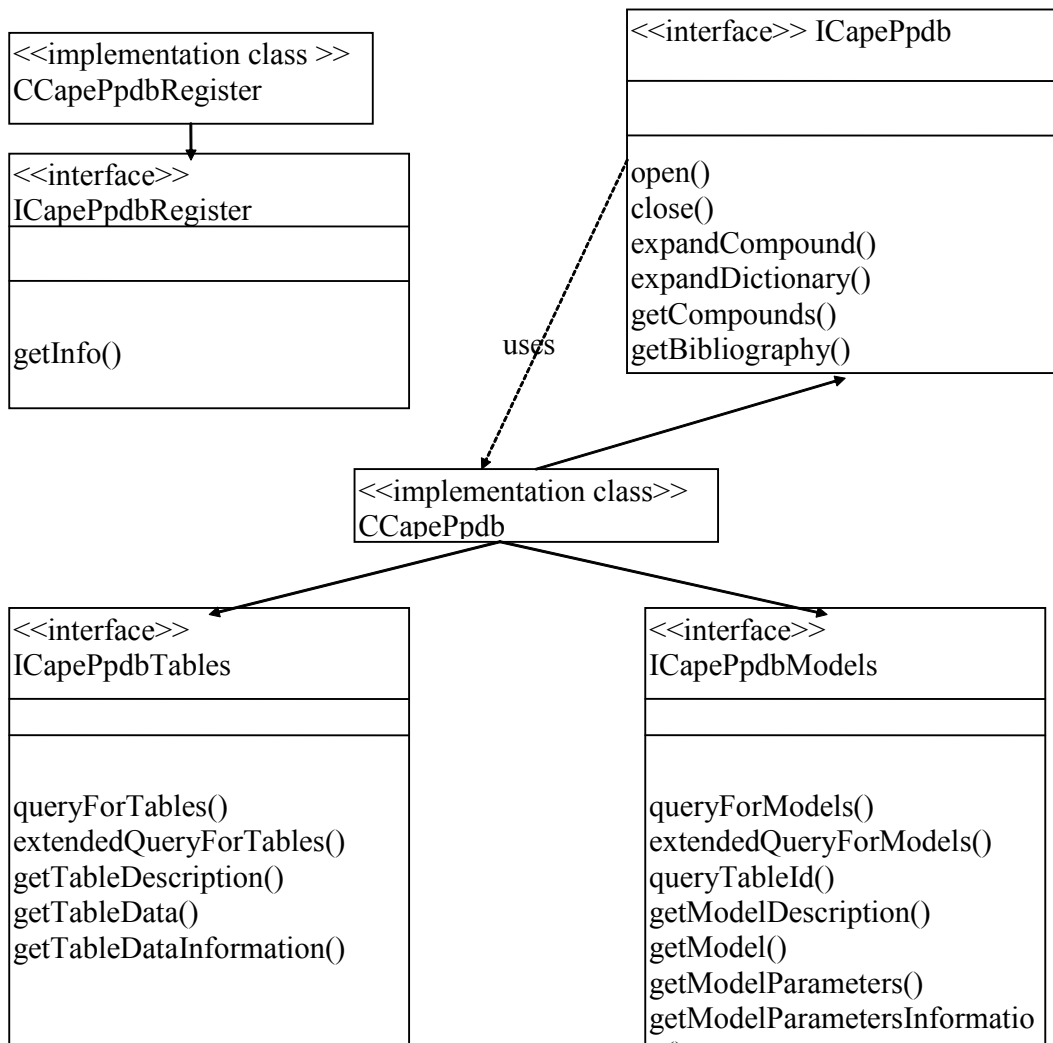 <<implementation class >>
CCapePpdbRegister
<<interface>>
ICapePpdbRegister
getInfo()
<<interface>> ICapePpdb
open()
close()
expandCompound()
expandDictionary()
getCompounds()
getBibliography()
uses
<<implementation class>>
CCapePpdb
<<interface>>
ICapePpdbTables
queryForTables()
extendedQueryForTables()
getTableDescription()
getTableData()
getTableDataInformation()
<<interface>>
ICapePpdbModels
queryForModels()
extendedQueryForModels()
queryTableId()
getModelDescription()
getModel()
getModelParameters()
getModelParametersInformatio